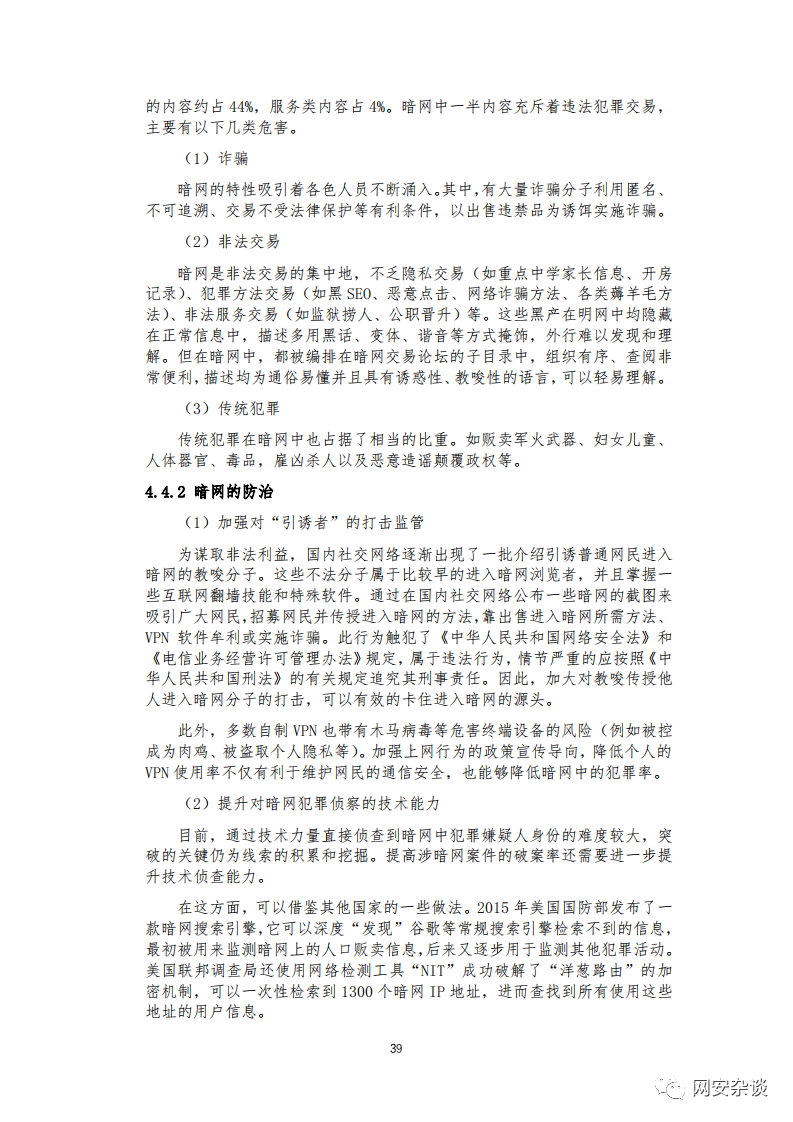 的内容约占 44%，服务类内容占 4%。暗网中一半内容充斥着违法犯罪交易，
主要有以下几类危害。
（1）诈骗
暗网的特性吸引着各色人员不断涌入。其中，有大量诈骗分子利用匿名、
不可追溯、交易不受法律保护等有利条件，以出售违禁品为诱饵实施诈骗。
（2）非法交易
暗网是非法交易的集中地，不乏隐私交易（如重点中学家长信息、开房
记录）、犯罪方法交易（如黑 SEO、恶意点击、网络诈骗方法、各类薅羊毛方
法）、非法服务交易（如监狱捞人、公职晋升）等。这些黑产在明网中均隐藏
在正常信息中，描述多用黑话、变体、谐音等方式掩饰，外行难以发现和理
解。但在暗网中，都被编排在暗网交易论坛的子目录中，组织有序、查阅非
常便利，描述均为通俗易懂并且具有诱惑性、教唆性的语言，可以轻易理解。
（3）传统犯罪
传统犯罪在暗网中也占据了相当的比重。如贩卖军火武器、妇女儿童、
人体器官、毒品，雇凶杀人以及恶意造谣颠覆政权等。
4.4.2 暗网的防治
（1）加强对“引诱者”的打击监管
为谋取非法利益，国内社交网络逐渐出现了一批介绍引诱普通网民进入
暗网的教唆分子。这些不法分子属于比较早的进入暗网浏览者，并且掌握一
些互联网翻墙技能和特殊软件。通过在国内社交网络公布一些暗网的截图来
吸引广大网民，招募网民并传授进入暗网的方法，靠出售进入暗网所需方法、
VPN 软件牟利或实施诈骗。此行为触犯了《中华人民共和国网络安全法》和
《电信业务经营许可管理办法》规定，属于违法行为，情节严重的应按照《中
华人民共和国刑法》的有关规定追究其刑事责任。因此，加大对教唆传授他
人进入暗网分子的打击，可以有效的卡住进入暗网的源头。
此外，多数自制 VPN 也带有木马病毒等危害终端设备的风险（例如被控
成为肉鸡、被盗取个人隐私等）。加强上网行为的政策宣传导向，降低个人的
VPN 使用率不仅有利于维护网民的通信安全，也能够降低暗网中的犯罪率。
（2）提升对暗网犯罪侦察的技术能力
目前，通过技术力量直接侦查到暗网中犯罪嫌疑人身份的难度较大，突
破的关键仍为线索的积累和挖掘。提高涉暗网案件的破案率还需要进一步提
升技术侦查能力。
在这方面，可以借鉴其他国家的一些做法。2015 年美国国防部发布了一
款暗网搜索引擎，它可以深度“发现”谷歌等常规搜索引擎检索不到的信息，
最初被用来监测暗网上的人口贩卖信息，后来又逐步用于监测其他犯罪活动。
美国联邦调查局还使用网络检测工具“NIT”成功破解了“洋葱路由”的加
密机制，可以一次性检索到 1300 个暗网 IP 地址，进而查找到所有使用这些
地址的用户信息。
39
网安杂谈